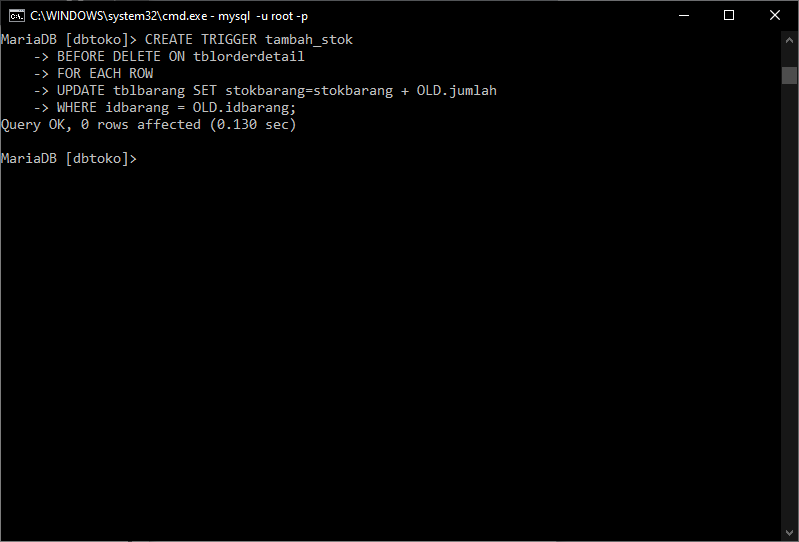 C:\WINDOWS\system32\cmd.exe - mysql  -u root -p
MariaDB [dbtoko]> CREATE TRIGGER tambah_stok
    -> BEFORE DELETE ON tblorderdetail
    -> FOR EACH ROW
    -> UPDATE tblbarang SET stokbarang=stokbarang + OLD.jumlah
    -> WHERE idbarang = OLD.idbarang;
Query OK, 0 rows affected (0.130 sec)
MariaDB [dbtoko]>